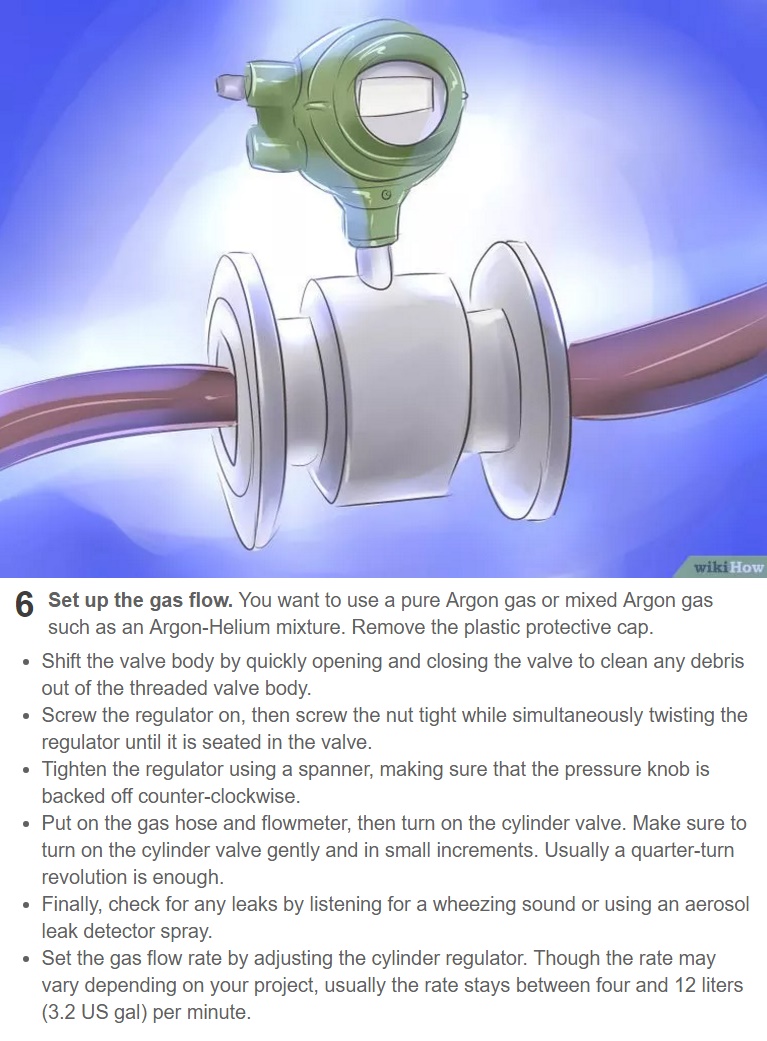 wikiHow
6 Set up the gas flow. You want to use a pure Argon gas or mixed Argon gas
such as an Argon-Helium mixture. Remove the plastic protective cap.
• Shift the valve body by quickly opening and closing the valve to clean any debris
out of the threaded valve body.
• Screw the regulator on, then screw the nut tight while simultaneously twisting the
regulator until it is seated in the valve.
• Tighten the regulator using a spanner, making sure that the pressure knob is
backed off counter-clockwise.
• Put on the gas hose and flowmeter, then turn on the cylinder valve. Make sure to
turn on the cylinder valve gently and in small increments. Usually a quarter-turn
revolution is enough.
• Finally, check for any leaks by listening for a wheezing sound or using an aerosol
leak detector spray.
• Set the gas flow rate by adjusting the cylinder regulator. Though the rate may
vary depending on your project, usually the rate stays between four and 12 liters
(3.2 US gal) per minute.